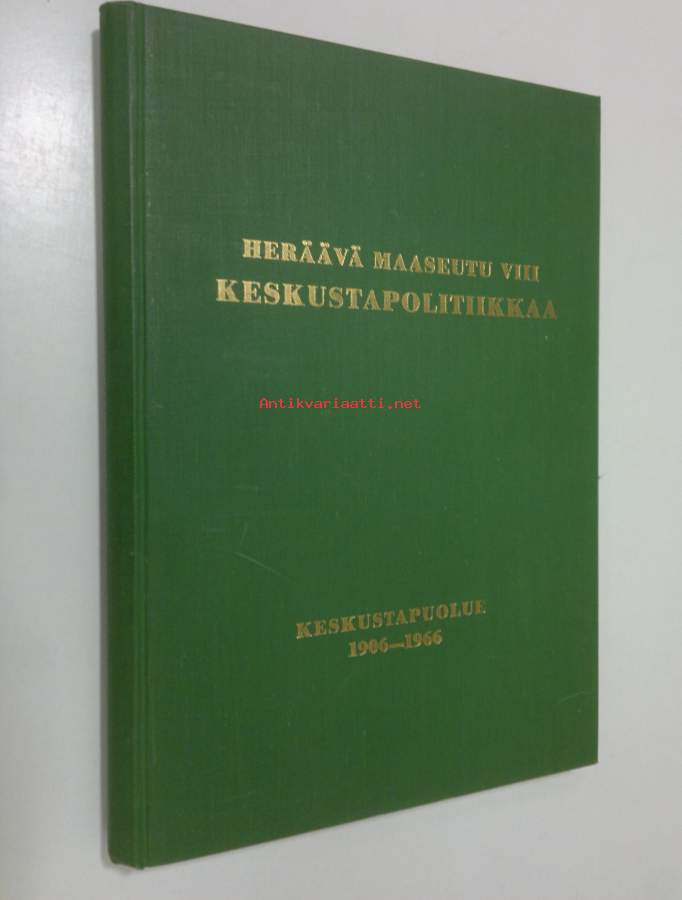 HERÄÄVÄ MAASEUTU VIII
KESKUSTAPOLITIIKKAA
Antikvariaatti.net
KESKUSTAPUOLUE
1906—1966